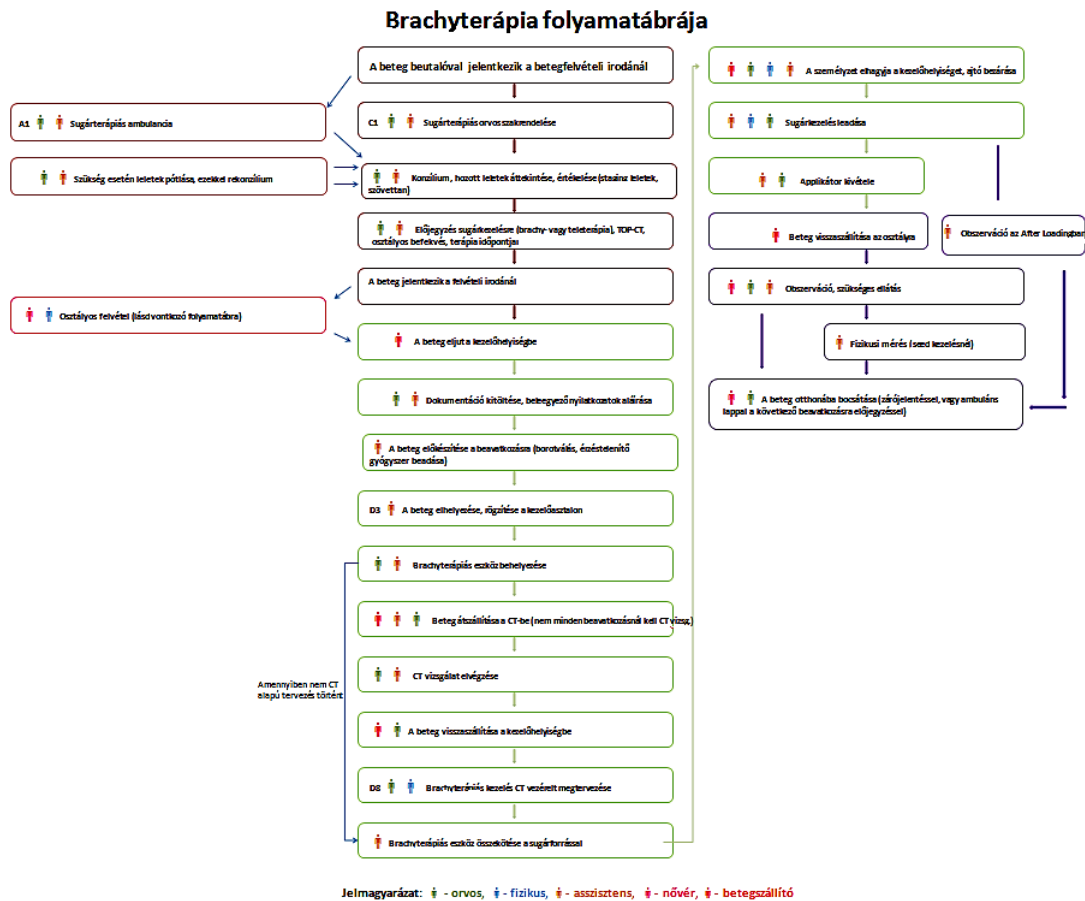 Brachyterápia folyamatábrája
A beteg beutalóval jelentkezik a betegfelvételi irodánál
A1 Sugárterápiás ambulancia
C1 Sugárterápiás orvos szakrendelése
Szükség esetén leletek pótlása, ezekkel rekonzílium
Konzílium, hozott leletek áttekintése, értékelése (stazinz leletek,
szövettan)
Előjegyzés sugárkezelésre (brachy- vagy teleterápia), TOP-CT,
osztályos befekvés, terápia időpontjai
A beteg jelentkezik a felvételi irodánál
Osztályos felvétel (lásd vontkozó folyamatábra)
A beteg eljut a kezelőhelyiségbe
Dokumentáció kitöltése, beleegyező nyilatkozatok aláírása
A beteg előkészítése a beavatkozásra (borotválás, érzéstelenítő
gyógyszer beadása)
D3 A beteg elhelyezése, rögzítése a kezelőasztalon
Brachyterápiás eszköz behelyezése
Beteg átszállítása a CT-be (nem minden beavatkozásnál kell CT vizsg.)
Amennyiben nem CT
alapú tervezés történt
CT vizsgálat elvégzése
A beteg visszaszállítása a kezelőhelyiségbe
D8 Brachyterápiás kezelés CT vezérelt megtervezése
Brachyterápiás eszköz összekötése a sugárforrással
A személyzet elhagyja a kezelőhelyiséget, ajtó bezárása
Sugárkezelés leadása
Applikátor kivétele
Beteg visszaszállítása az osztályra
Obszerváció az After Loadingban
Obszerváció, szükséges ellátás
Fizikusi mérés (seed kezelésnél)
A beteg otthonába bocsátása (zárójelentéssel, vagy ambuláns
lappal a következő beavatkozásra előjegyzéssel)
Jelmagyarázat: - orvos, - fizikus, - asszisztens, - nővér, - betegszállító